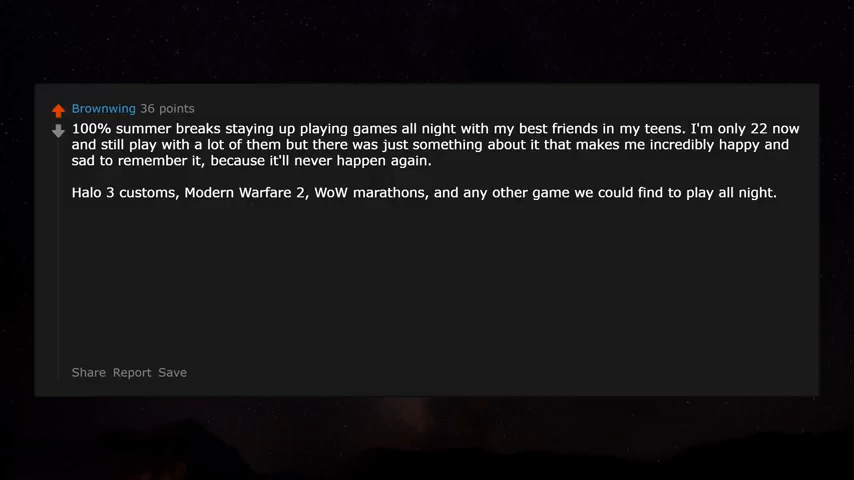 Brownwing 36 points
100% summer breaks staying up playing games all night with my best friends in my teens. I'm only 22 now
and still play with a lot of them but there was just something about it that makes me incredibly happy and
sad to remember it, because it'll never happen again.
Halo 3 customs, Modern Warfare 2, WoW marathons, and any other game we could find to play all night.
Share Report Save